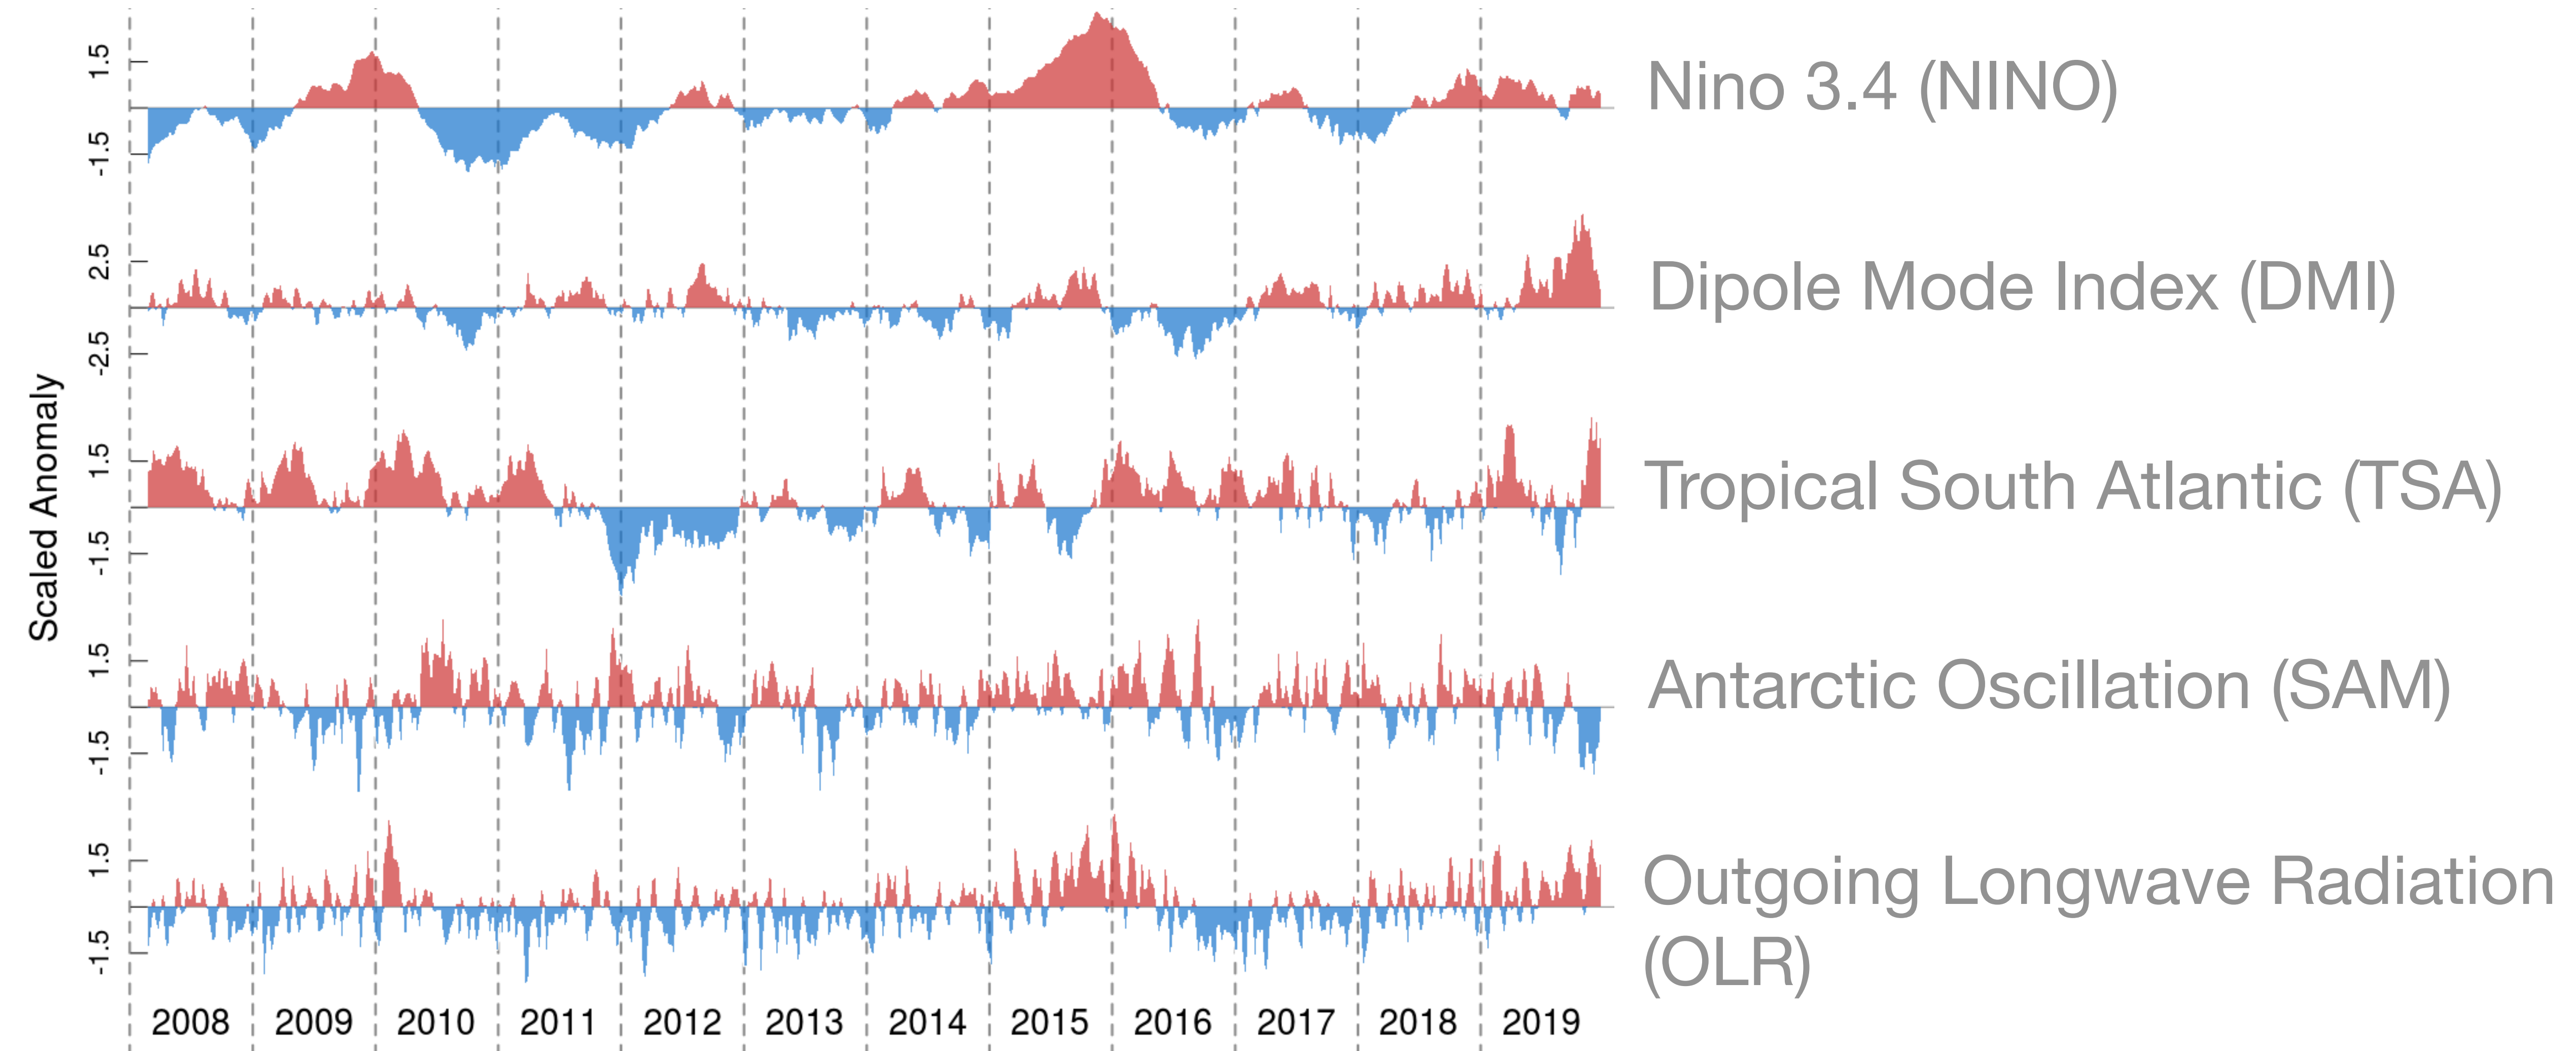 Scaled Anomaly
1.5
-1.5
Nino 3.4 (NINO)
2.5
-2.5
Dipole Mode Index (DMI)
1.5
-1.5
Tropical South Atlantic (TSA)
1.5
-1.5
Antarctic Oscillation (SAM)
1.5
-1.5
Outgoing Longwave Radiation
(OLR)
2008 2009 2010 2011 2012 2013 2014 2015 2016 2017 2018 2019